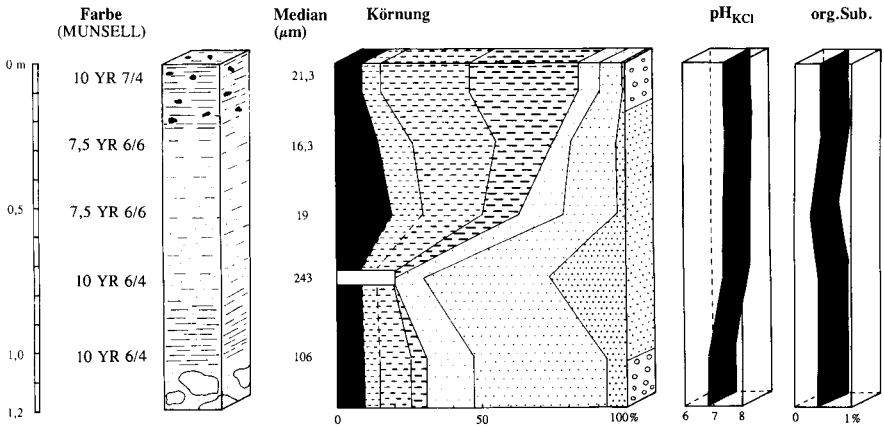 Farbe Median Körnung pH_KCl org.Sub.
(MUNSELL) (µm)
0 m 10 YR 7/4 21,3
7,5 YR 6/6 16,3
0,5 7,5 YR 6/6 19
10 YR 6/4 243
1,0 10 YR 6/4 106
1,2
0 50 100% 6 7 8 0 1%